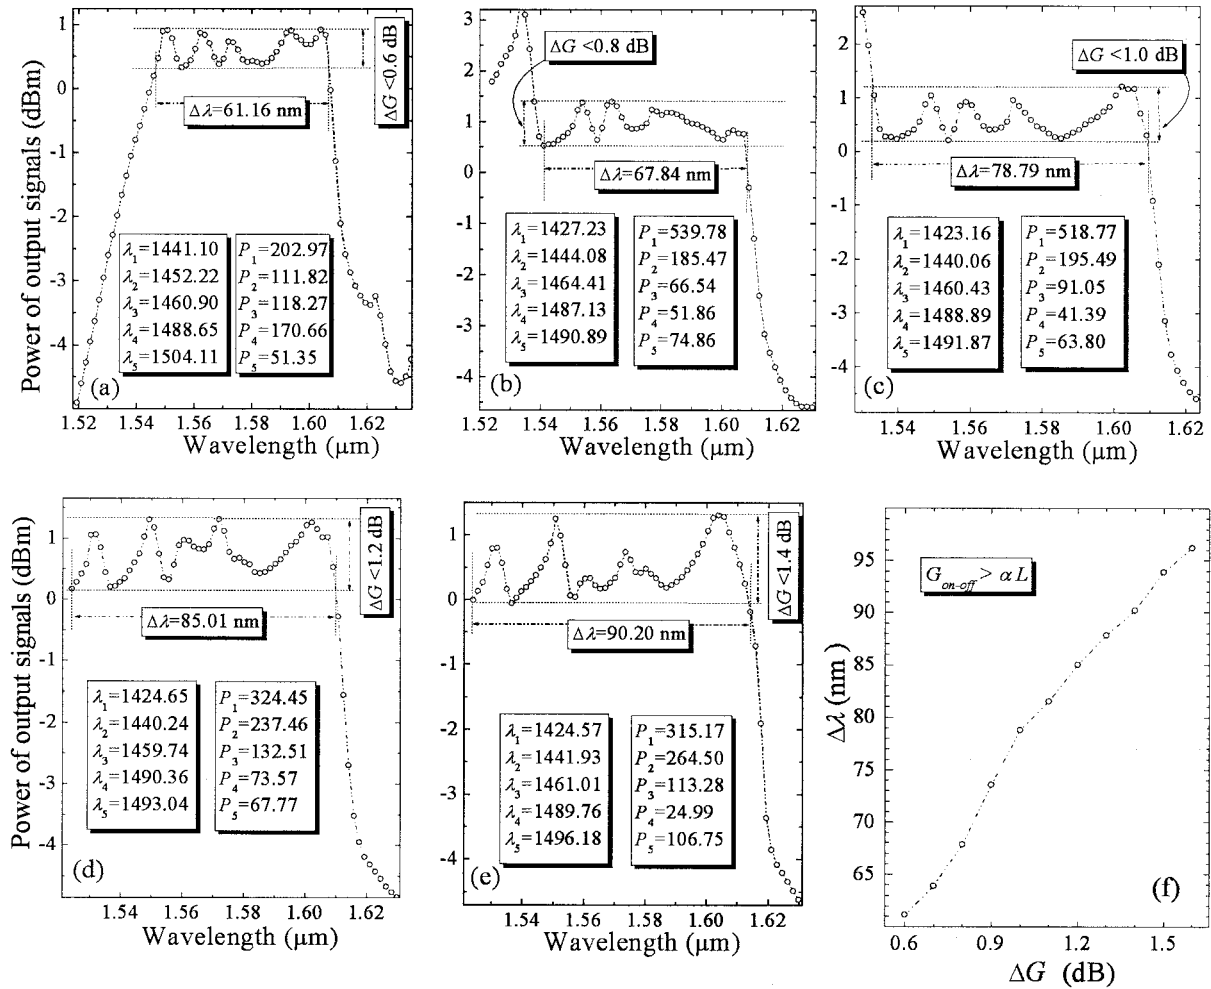 Power of output signals (dBm)
1
0
-1
-2
-3
-4
ΔG <0.6 dB
Δλ=61.16 nm
λ1=1441.10
λ2=1452.22
λ3=1460.90
λ4=1488.65
λ5=1504.11
P1=202.97
P2=111.82
P3=118.27
P4=170.66
P5=51.35
(a)
1.52 1.54 1.56 1.58 1.60 1.62
Wavelength (μm)
3
2
1
0
-1
-2
-3
-4
ΔG <0.8 dB
Δλ=67.84 nm
λ1=1427.23
λ2=1444.08
λ3=1464.41
λ4=1487.13
λ5=1490.89
P1=539.78
P2=185.47
P3=66.54
P4=51.86
P5=74.86
(b)
1.52 1.54 1.56 1.58 1.60 1.62
Wavelength (μm)
2
1
0
-1
-2
-3
-4
ΔG <1.0 dB
Δλ=78.79 nm
λ1=1423.16
λ2=1440.06
λ3=1460.43
λ4=1488.89
λ5=1491.87
P1=518.77
P2=195.49
P3=91.05
P4=41.39
P5=63.80
(c)
1.54 1.56 1.58 1.60 1.62
Wavelength (μm)
Power of output signals (dBm)
1
0
-1
-2
-3
-4
ΔG <1.2 dB
Δλ=85.01 nm
λ1=1424.65
λ2=1440.24
λ3=1459.74
λ4=1490.36
λ5=1493.04
P1=324.45
P2=237.46
P3=132.51
P4=73.57
P5=67.77
(d)
1.54 1.56 1.58 1.60 1.62
Wavelength (μm)
1
0
-1
-2
-3
-4
ΔG <1.4 dB
Δλ=90.20 nm
λ1=1424.57
λ2=1441.93
λ3=1461.01
λ4=1489.76
λ5=1496.18
P1=315.17
P2=264.50
P3=113.28
P4=24.99
P5=106.75
(e)
1.54 1.56 1.58 1.60 1.62
Wavelength (μm)
Δλ (nm)
95
90
85
80
75
70
65
Gon-off > αL
(f)
0.6 0.9 1.2 1.5
ΔG (dB)